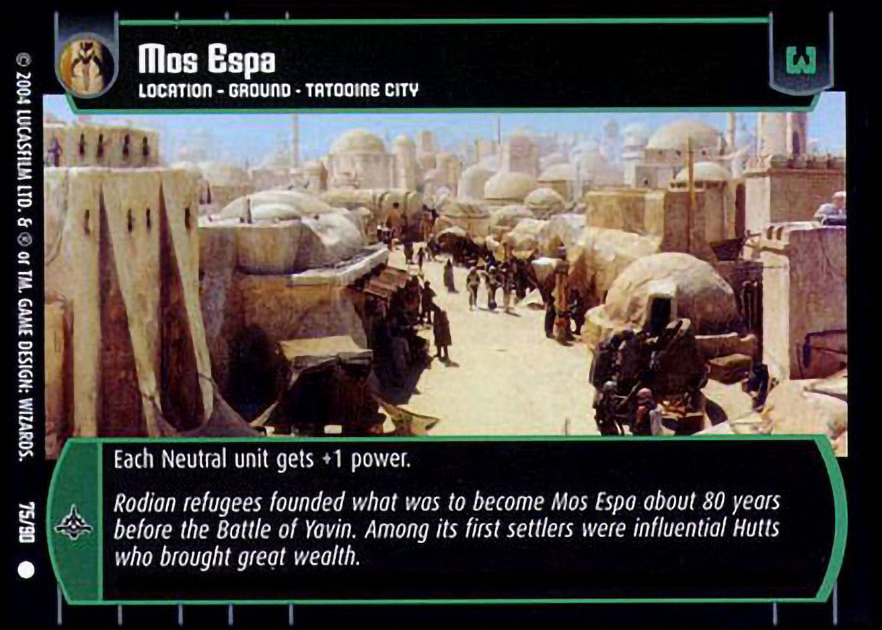 Mos Espa
3
LOCATION - GROUND - TATOOINE CITY
Each Neutral unit gets +1 power.
Rodian refugees founded what was to become Mos Espa about 80 years
before the Battle of Yavin. Among its first settlers were influential Hutts
who brought great wealth.
© 2004 LUCASFILM LTD. & ® or TM. GAME DESIGN: WIZARDS. 75/90